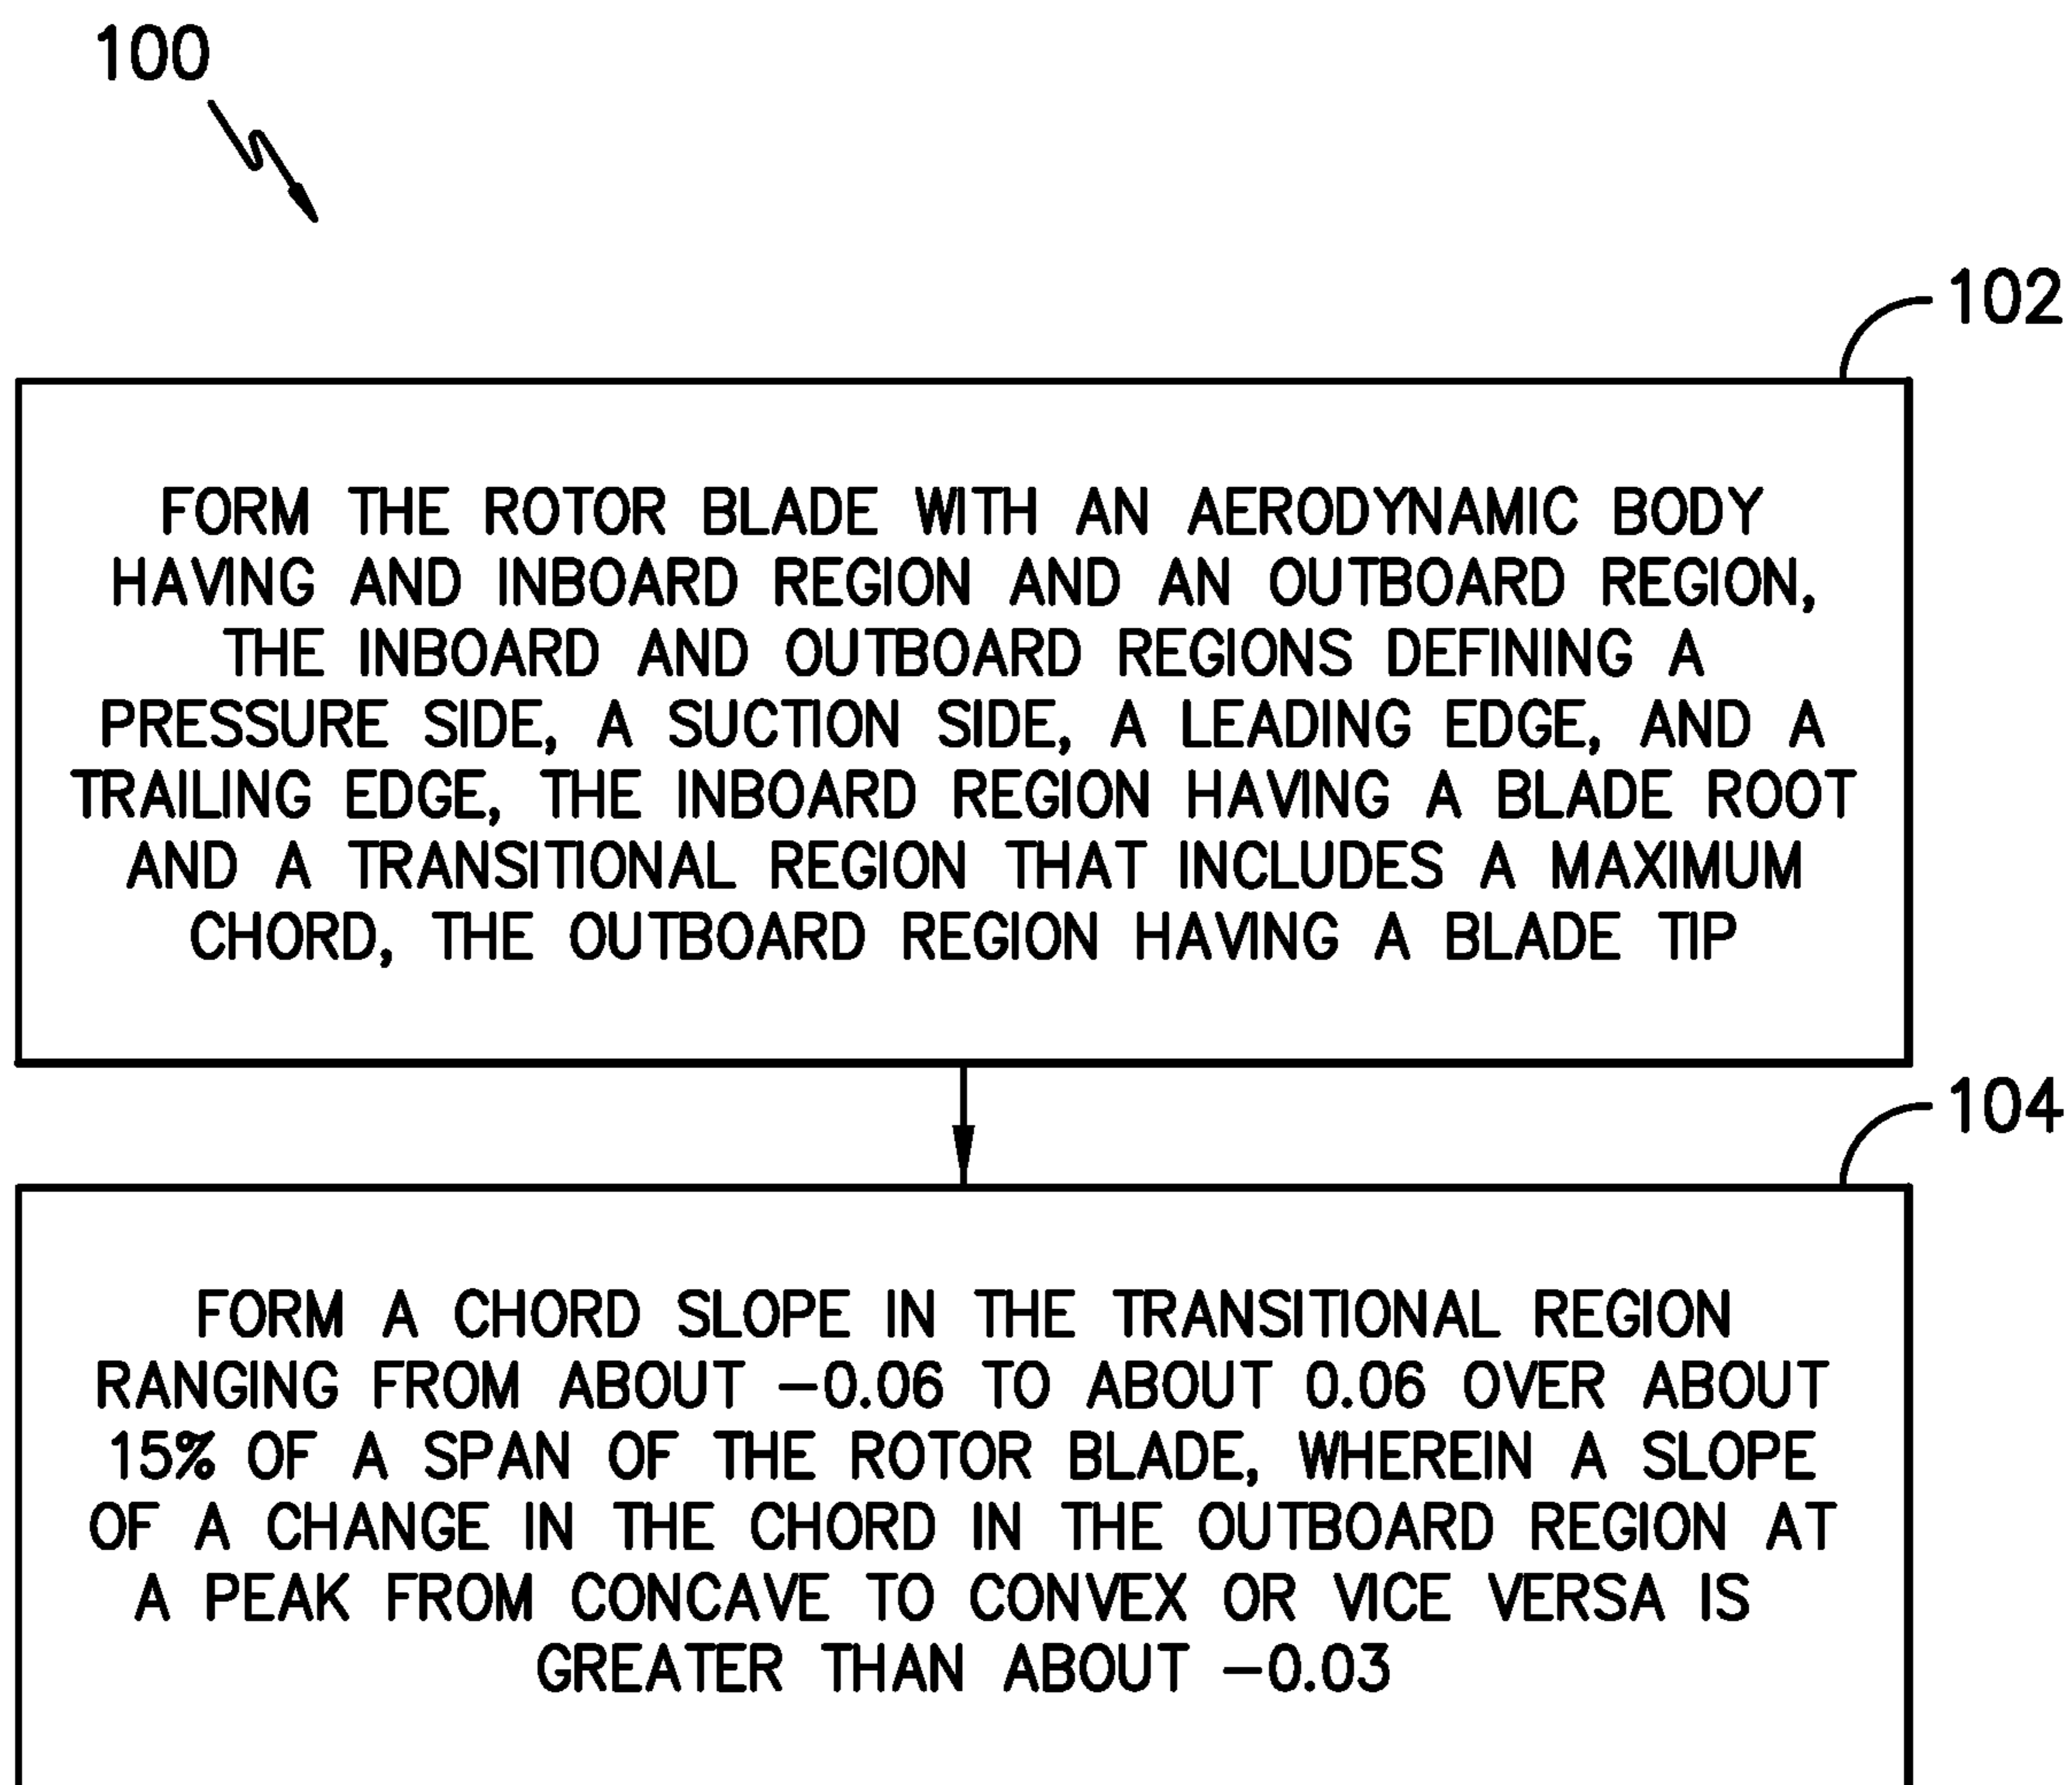 100
102
FORM THE ROTOR BLADE WITH AN AERODYNAMIC BODY
HAVING AND INBOARD REGION AND AN OUTBOARD REGION,
THE INBOARD AND OUTBOARD REGIONS DEFINING A
PRESSURE SIDE, A SUCTION SIDE, A LEADING EDGE, AND A
TRAILING EDGE, THE INBOARD REGION HAVING A BLADE ROOT
AND A TRANSITIONAL REGION THAT INCLUDES A MAXIMUM
CHORD, THE OUTBOARD REGION HAVING A BLADE TIP
104
FORM A CHORD SLOPE IN THE TRANSITIONAL REGION
RANGING FROM ABOUT −0.06 TO ABOUT 0.06 OVER ABOUT
15% OF A SPAN OF THE ROTOR BLADE, WHEREIN A SLOPE
OF A CHANGE IN THE CHORD IN THE OUTBOARD REGION AT
A PEAK FROM CONCAVE TO CONVEX OR VICE VERSA IS
GREATER THAN ABOUT −0.03